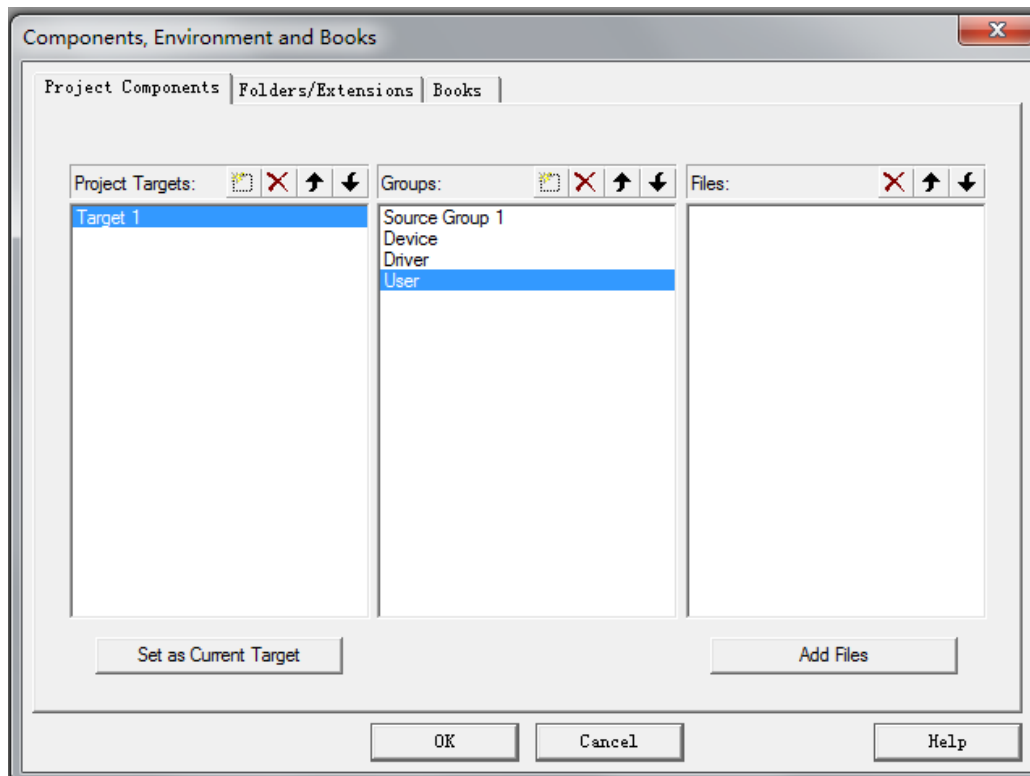 Components, Environment and Books
Project Components Folders/Extensions Books
Project Targets: Groups: Files:
Target 1
Source Group 1
Device
Driver
User
Set as Current Target Add Files
OK Cancel Help